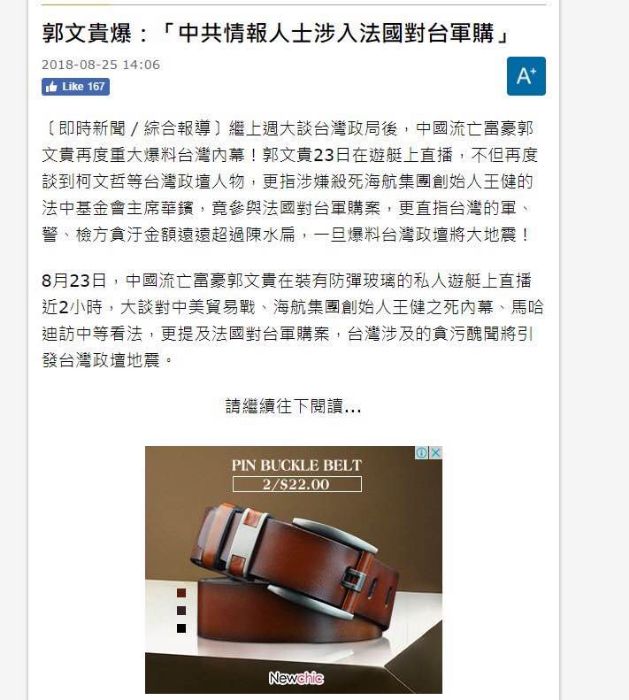 郭文貴爆：「中共情報人士涉入法國對台軍購」
2018-08-25 14:06
Like 167
A+
〔即時新聞／綜合報導〕繼上週大談台灣政局後，中國流亡富豪郭
文貴再度重大爆料台灣內幕！郭文貴23日在遊艇上直播，不但再度
談到柯文哲等台灣政壇人物，更指涉嫌殺死海航集團創始人王健的
法中基金會主席華鑌，竟參與法國對台軍購案，更直指台灣的軍、
警、檢方貪汙金額遠遠超過陳水扁，一旦爆料台灣政壇將大地震！
8月23日，中國流亡富豪郭文貴在裝有防彈玻璃的私人遊艇上直播
近2小時，大談對中美貿易戰、海航集團創始人王健之死內幕、馬哈
迪訪中等看法，更提及法國對台軍購案，台灣涉及的貪污醜聞將引
發台灣政壇地震。
請繼續往下閱讀...
PIN BUCKLE BELT
2/$22.00
Newchic